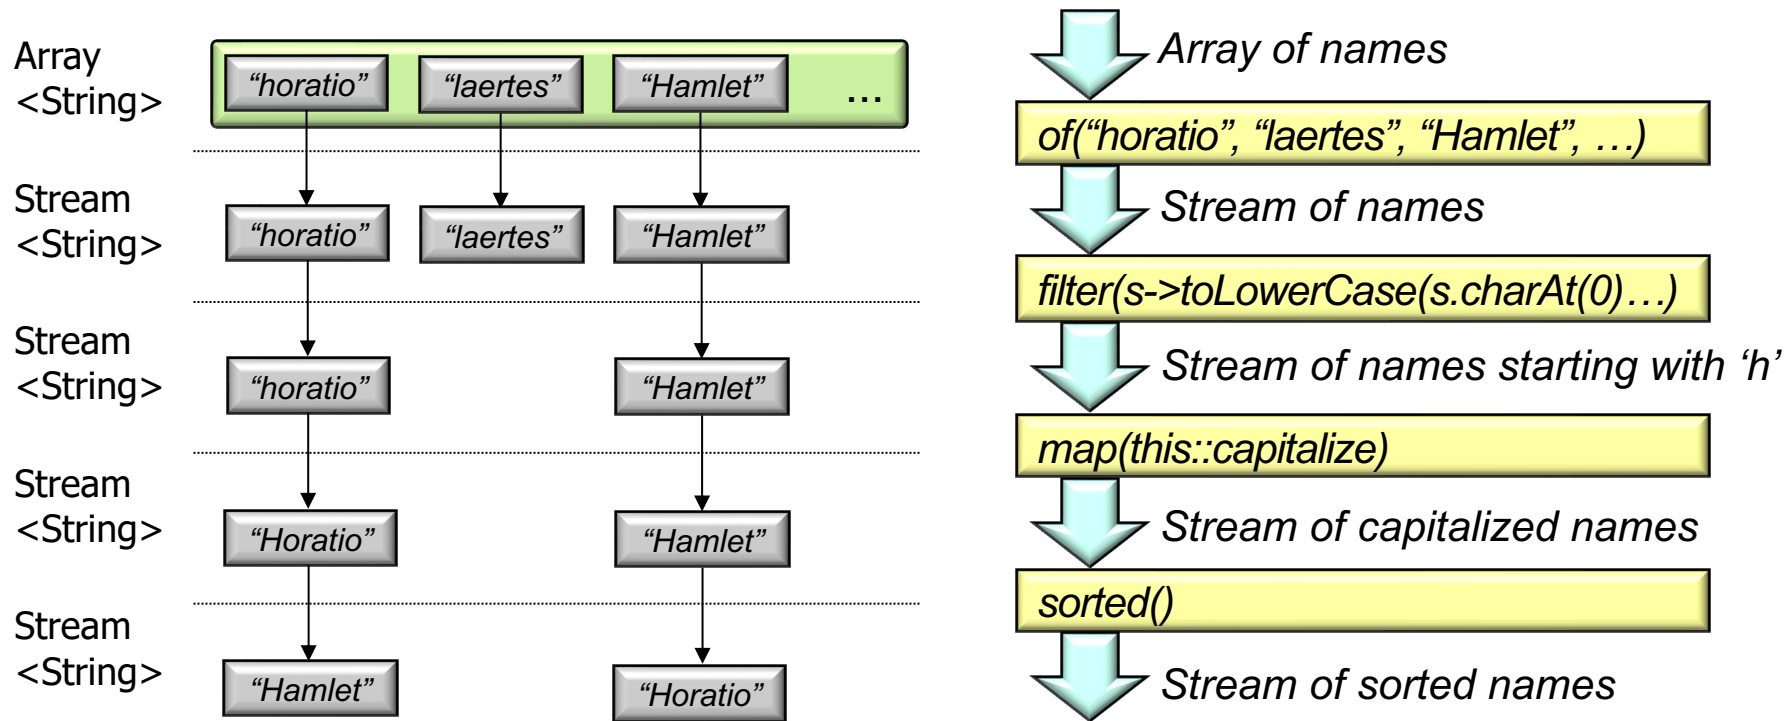 Array
<String>
“horatio”
“laertes”
“Hamlet”
...
Stream
<String>
“horatio”
“laertes”
“Hamlet”
Stream
<String>
“horatio”
“Hamlet”
Stream
<String>
“Horatio”
“Hamlet”
Stream
<String>
“Hamlet”
“Horatio”
Array of names
of(“horatio”, “laertes”, “Hamlet”, …)
Stream of names
filter(s->toLowerCase(s.charAt(0)…)
Stream of names starting with ‘h’
map(this::capitalize)
Stream of capitalized names
sorted()
Stream of sorted names